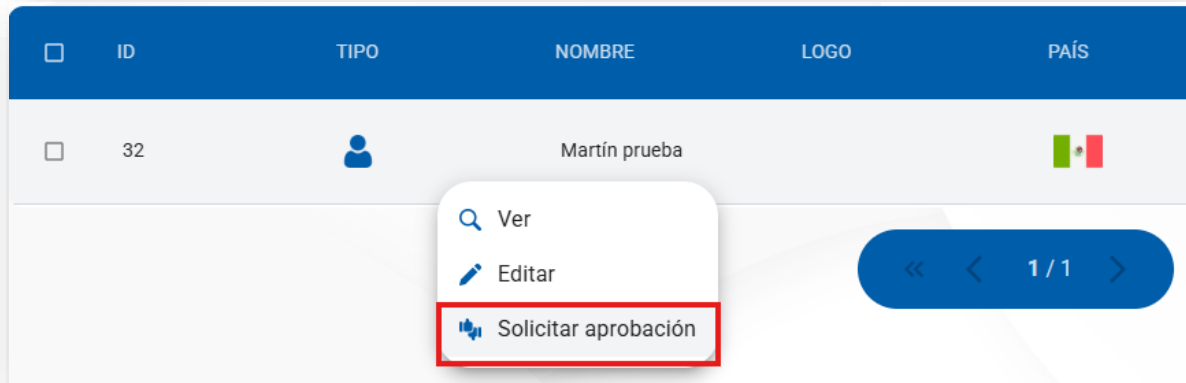 ID TIPO NOMBRE LOGO PAÍS
32 Martín prueba
Ver
Editar
1 / 1
Solicitar aprobación